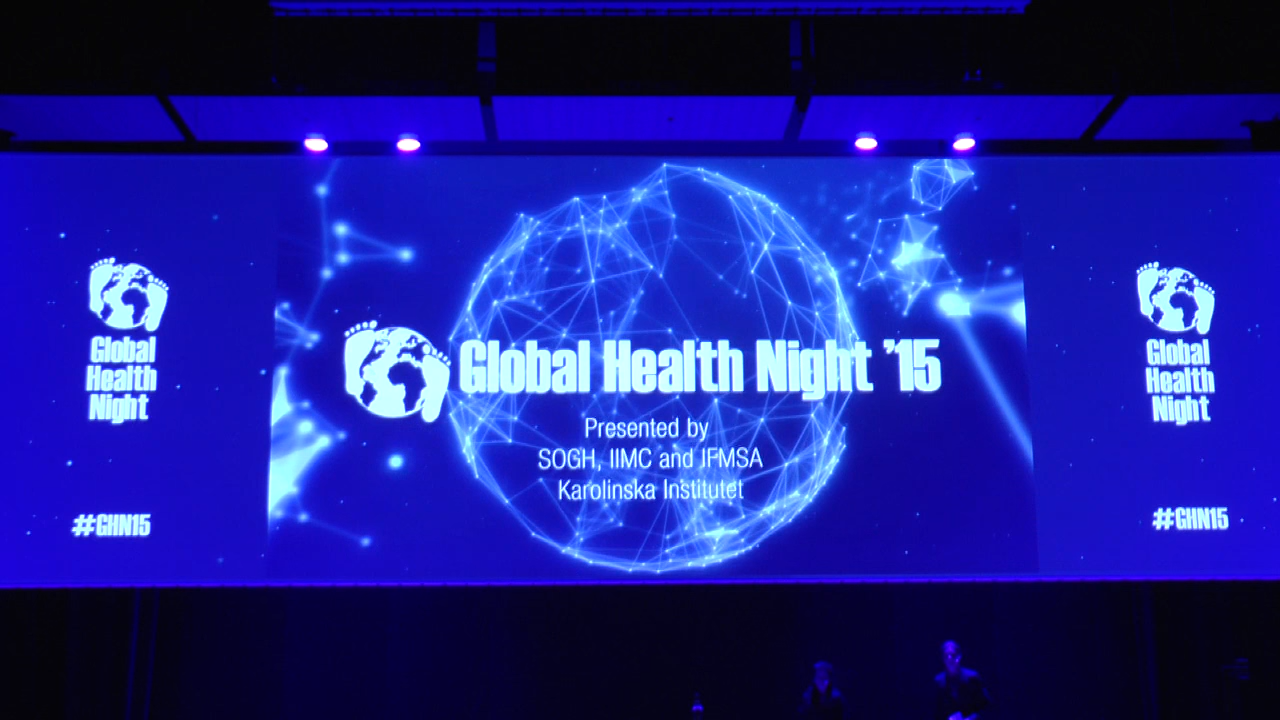 Global
Health
Night
#GHN15
Global Health Night '15
Presented by
SOGH, IIMC and IFMSA
Karolinska Institutet
Global
Health
Night
#GHN15